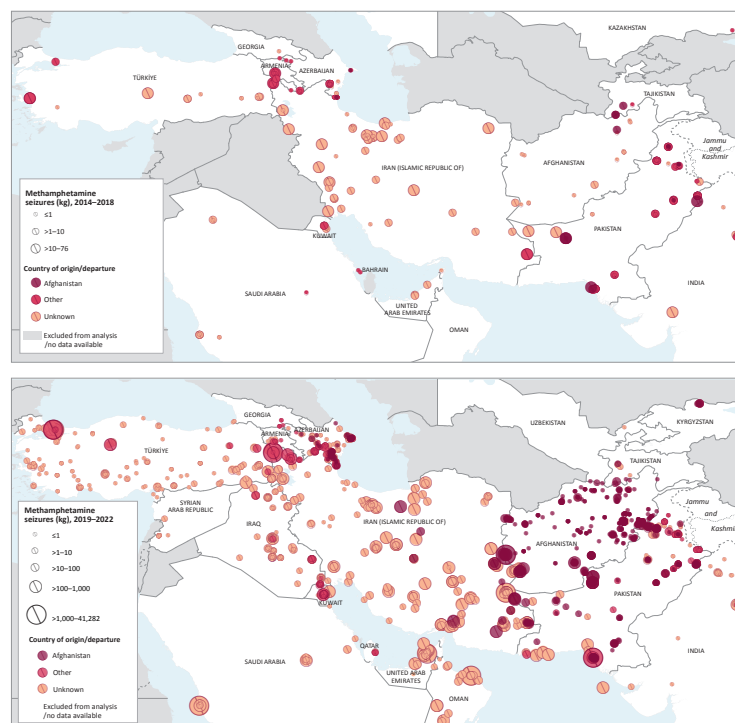 KAZAKHSTAN
GEORGIA
ARMENIA
AZERBAIJAN
TÜRKİYE
TAJIKISTAN
Jammu
and
Kashmir
AFGHANISTAN
IRAN (ISLAMIC REPUBLIC OF)
Methamphetamine
seizures (kg), 2014–2018
≤1
>1–10
>10–76
Country of origin/departure
Afghanistan
Other
Unknown
Excluded from analysis
/no data available
KUWAIT
PAKISTAN
BAHRAIN
SAUDI ARABIA
UNITED
ARAB EMIRATES
OMAN
INDIA
GEORGIA
ARMENIA
AZERBAIJAN
UZBEKISTAN
KYRGYZSTAN
TÜRKİYE
TAJIKISTAN
SYRIAN
ARAB REPUBLIC
Jammu
and
Kashmir
IRAQ
IRAN (ISLAMIC REPUBLIC OF)
AFGHANISTAN
Methamphetamine
seizures (kg), 2019–2022
≤1
>1–10
>10–100
>100–1,000
>1,000–41,282
Country of origin/departure
Afghanistan
Other
Unknown
Excluded from analysis
/no data available
KUWAIT
PAKISTAN
QATAR
SAUDI ARABIA
UNITED ARAB
EMIRATES
OMAN
INDIA